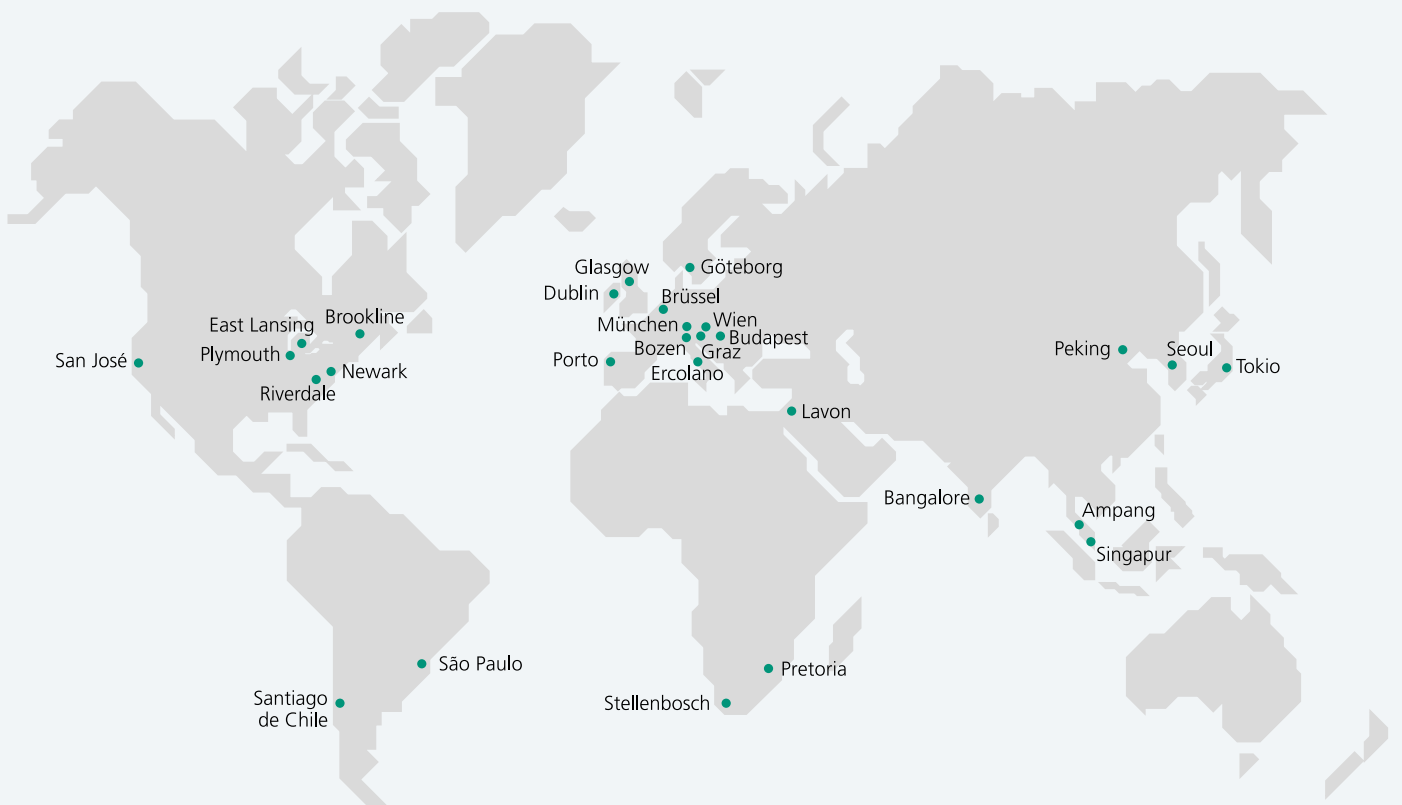 Glasgow
Göteborg
Dublin
Brüssel
Brookline
East Lansing
München
Wien
Budapest
Bozen
Graz
Plymouth
San José
Porto
Ercolano
Newark
Riverdale
Peking
Seoul
Tokio
Lavon
Bangalore
Ampang
Singapur
São Paulo
Pretoria
Santiago
de Chile
Stellenbosch